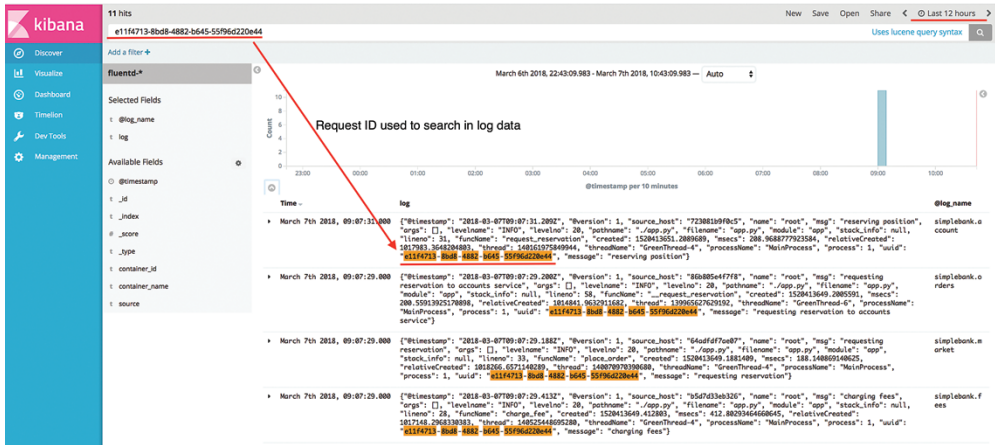 11 hits
New Save Open Share Last 12 hours
kibana
e11f4713-8bd8-4882-b645-55f96d220e44
Uses lucene query syntax
Discover
Visualize
Dashboard
Timelion
Dev Tools
Management
Add a filter +
fluentd-*
Selected Fields
t @log_name
t log
Available Fields
@timestamp
t _id
t _index
# _score
t _type
t container_id
t container_name
t source
March 6th 2018, 22:43:09.983 - March 7th 2018, 10:43:09.983 — Auto
Count
10
8
6
4
2
0
Request ID used to search in log data
23:00 00:00 01:00 02:00 03:00 04:00 05:00 06:00 07:00 08:00 09:00 10:00
@timestamp per 10 minutes
Time log @log_name
March 7th 2018, 09:07:31.000
{"@timestamp": "2018-03-07T09:07:31.209Z", "@version": 1, "source_host": "723081b9f0c5", "name": "root", "msg": "reserving position",
"args": [], "levelname": "INFO", "levelno": 20, "pathname": "./app.py", "filename": "app.py", "module": "app", "stack_info": null,
"lineno": 31, "funcName": "request_reservation", "created": 1520413651.2089689, "msecs": 208.9688777923584, "relativeCreated":
1017983.3648204803, "thread": 140161975849944, "threadName": "GreenThread-4", "processName": "MainProcess", "process": 1, "uuid":
"e11f4713-8bd8-4882-b645-55f96d220e44", "message": "reserving position"}
simplebank.a
ccount
March 7th 2018, 09:07:29.000
{"@timestamp": "2018-03-07T09:07:29.200Z", "@version": 1, "source_host": "86b805e4f7f8", "name": "root", "msg": "requesting
reservation to accounts service", "args": [], "levelname": "INFO", "levelno": 20, "pathname": "./app.py", "filename": "app.py",
"module": "app", "stack_info": null, "lineno": 58, "funcName": "__request_reservation", "created": 1520413649.2005591, "msecs":
200.55913925170898, "relativeCreated": 1014841.9632911682, "thread": 139965627629192, "threadName": "GreenThread-6", "processName":
"MainProcess", "process": 1, "uuid": "e11f4713-8bd8-4882-b645-55f96d220e44", "message": "requesting reservation to accounts
service"}
simplebank.o
rders
March 7th 2018, 09:07:29.000
{"@timestamp": "2018-03-07T09:07:29.188Z", "@version": 1, "source_host": "64adfdf7ae07", "name": "root", "msg": "requesting
reservation", "args": [], "levelname": "INFO", "levelno": 20, "pathname": "./app.py", "filename": "app.py", "module": "app",
"stack_info": null, "lineno": 33, "funcName": "place_order", "created": 1520413649.1881409, "msecs": 188.140869140625,
"relativeCreated": 1018266.6571140289, "thread": 140070970390680, "threadName": "GreenThread-4", "processName": "MainProcess",
"process": 1, "uuid": "e11f4713-8bd8-4882-b645-55f96d220e44", "message": "requesting reservation"}
simplebank.m
arket
March 7th 2018, 09:07:29.000
{"@timestamp": "2018-03-07T09:07:29.413Z", "@version": 1, "source_host": "b5d7d33eb326", "name": "root", "msg": "charging fees",
"args": [], "levelname": "INFO", "levelno": 20, "pathname": "./app.py", "filename": "app.py", "module": "app", "stack_info": null,
"lineno": 28, "funcName": "charge_fee", "created": 1520413649.412803, "msecs": 412.80293464660645, "relativeCreated":
1017148.2968330383, "thread": 140525448695280, "threadName": "GreenThread-4", "processName": "MainProcess", "process": 1, "uuid":
"e11f4713-8bd8-4882-b645-55f96d220e44", "message": "charging fees"}
simplebank.f
ees